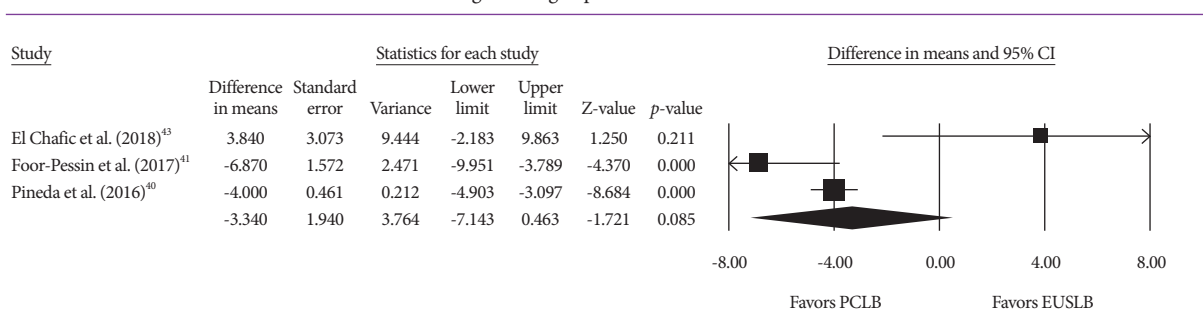 Study Statistics for each study Difference in means and 95% CI
Difference in means Standard error Variance Lower limit Upper limit Z-value p-value
El Chafic et al. (2018)43 3.840 3.073 9.444 -2.183 9.863 1.250 0.211
Foor-Pessin et al. (2017)41 -6.870 1.572 2.471 -9.951 -3.789 -4.370 0.000
Pineda et al. (2016)40 -4.000 0.461 0.212 -4.903 -3.097 -8.684 0.000
-3.340 1.940 3.764 -7.143 0.463 -1.721 0.085
-8.00 -4.00 0.00 4.00 8.00
Favors PCLB Favors EUSLB